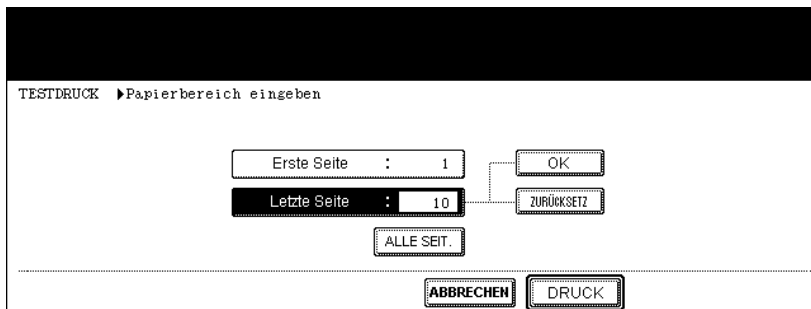 TESTDRUCK ▶Papierbereich eingeben
Erste Seite : 1 OK
Letzte Seite : 10 ZURÜCKSETZ
ALLE SEIT.
ABBRECHEN DRUCK